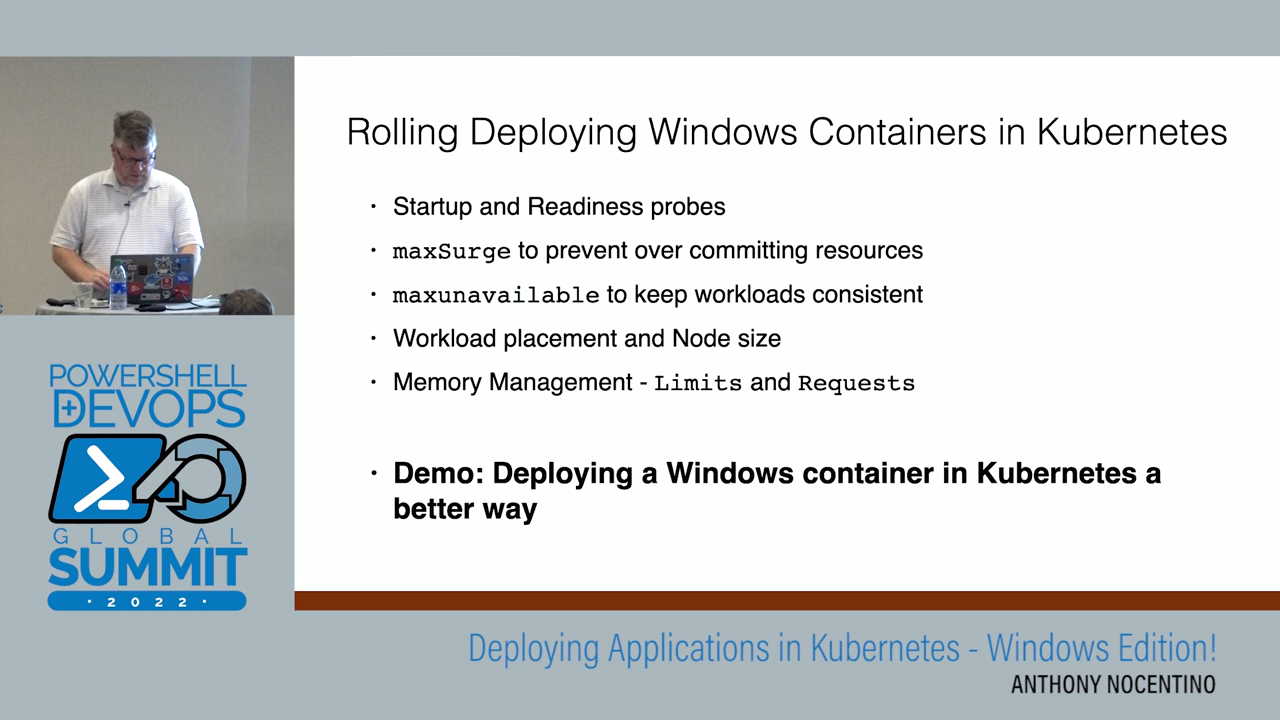 Rolling Deploying Windows Containers in Kubernetes
• Startup and Readiness probes
• maxSurge to prevent over committing resources
• maxunavailable to keep workloads consistent
• Workload placement and Node size
• Memory Management - Limits and Requests
• Demo: Deploying a Windows container in Kubernetes a
better way
POWERSHELL
+DEVOPS
GLOBAL
SUMMIT
· 2022 ·
Deploying Applications in Kubernetes - Windows Edition!
ANTHONY NOCENTINO